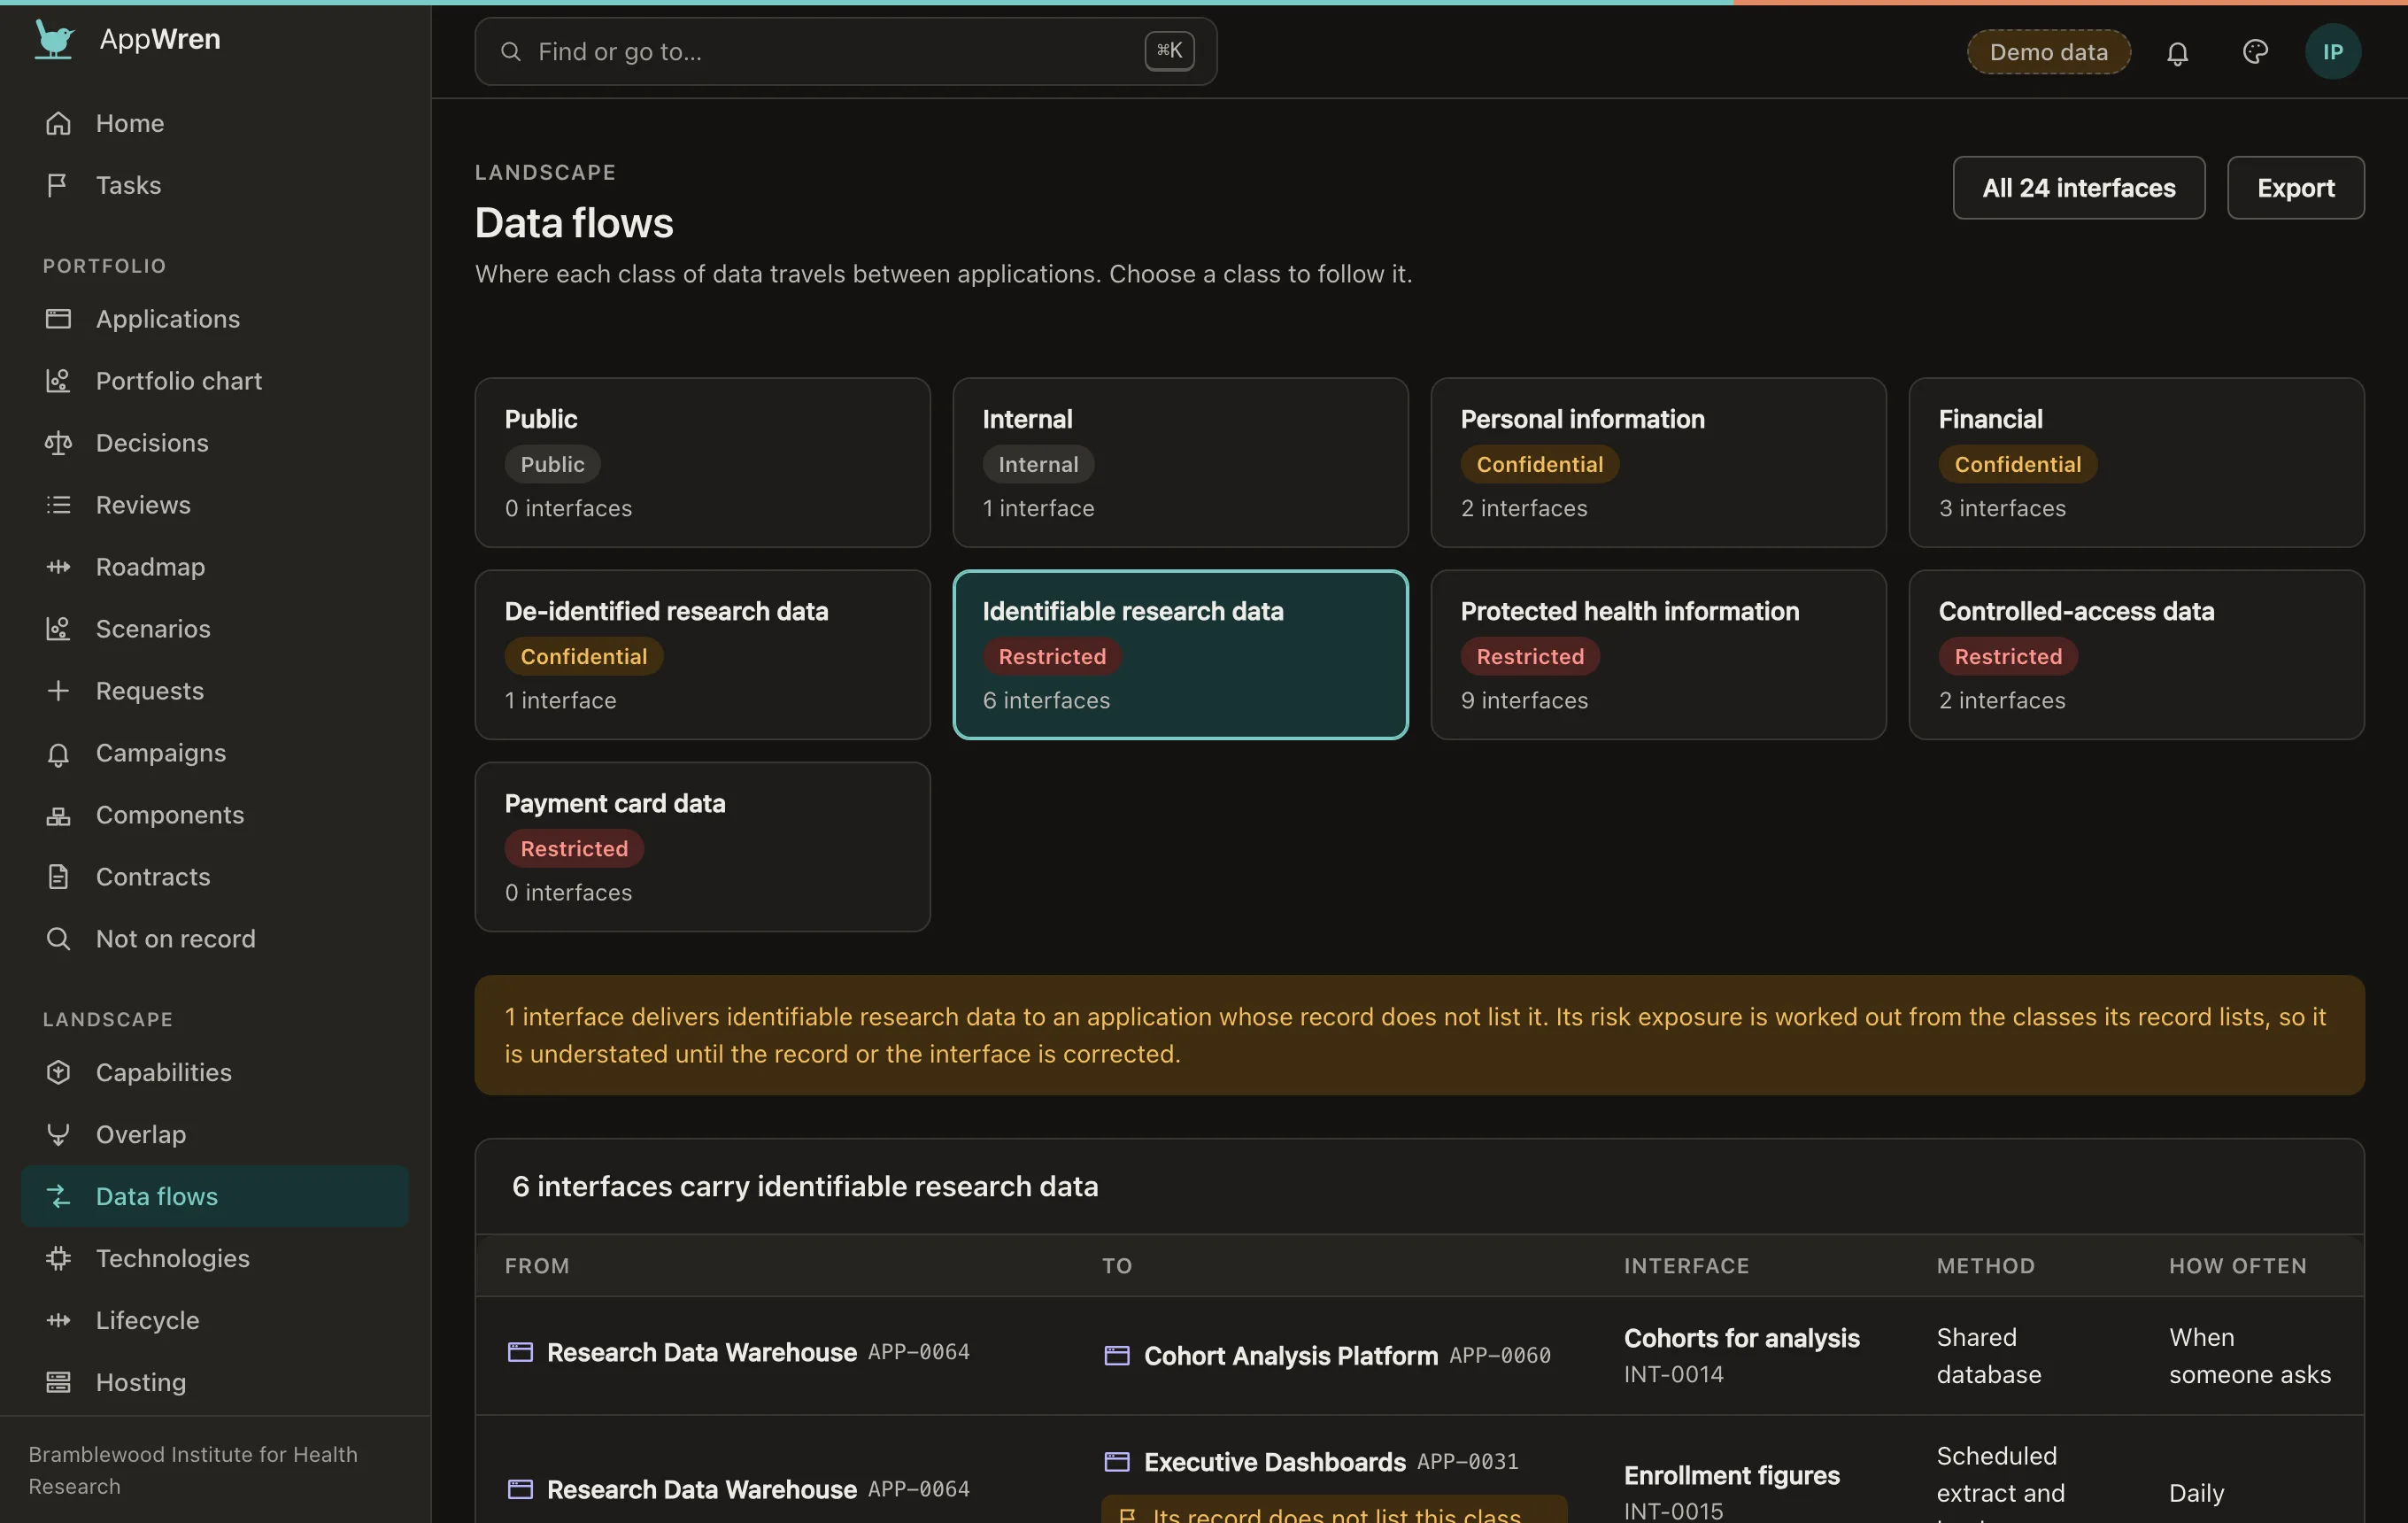 AppWren
Find or go to...
⌘K
Demo data
IP
Home
Tasks
PORTFOLIO
Applications
Portfolio chart
Decisions
Reviews
Roadmap
Scenarios
Requests
Campaigns
Components
Contracts
Not on record
LANDSCAPE
Capabilities
Overlap
Data flows
Technologies
Lifecycle
Hosting
Bramblewood Institute for Health
Research
LANDSCAPE
Data flows
Where each class of data travels between applications. Choose a class to follow it.
All 24 interfaces
Export
Public
Public
0 interfaces
Internal
Internal
1 interface
Personal information
Confidential
2 interfaces
Financial
Confidential
3 interfaces
De-identified research data
Confidential
1 interface
Identifiable research data
Restricted
6 interfaces
Protected health information
Restricted
9 interfaces
Controlled-access data
Restricted
2 interfaces
Payment card data
Restricted
0 interfaces
1 interface delivers identifiable research data to an application whose record does not list it. Its risk exposure is worked out from the classes its record lists, so it
is understated until the record or the interface is corrected.
6 interfaces carry identifiable research data
FROM TO INTERFACE METHOD HOW OFTEN
Research Data Warehouse APP-0064
Cohort Analysis Platform APP-0060
Cohorts for analysis
INT-0014
Shared
database
When
someone asks
Research Data Warehouse APP-0064
Executive Dashboards APP-0031
Its record does not list this class
Enrollment figures
INT-0015
Scheduled
extract and
Daily